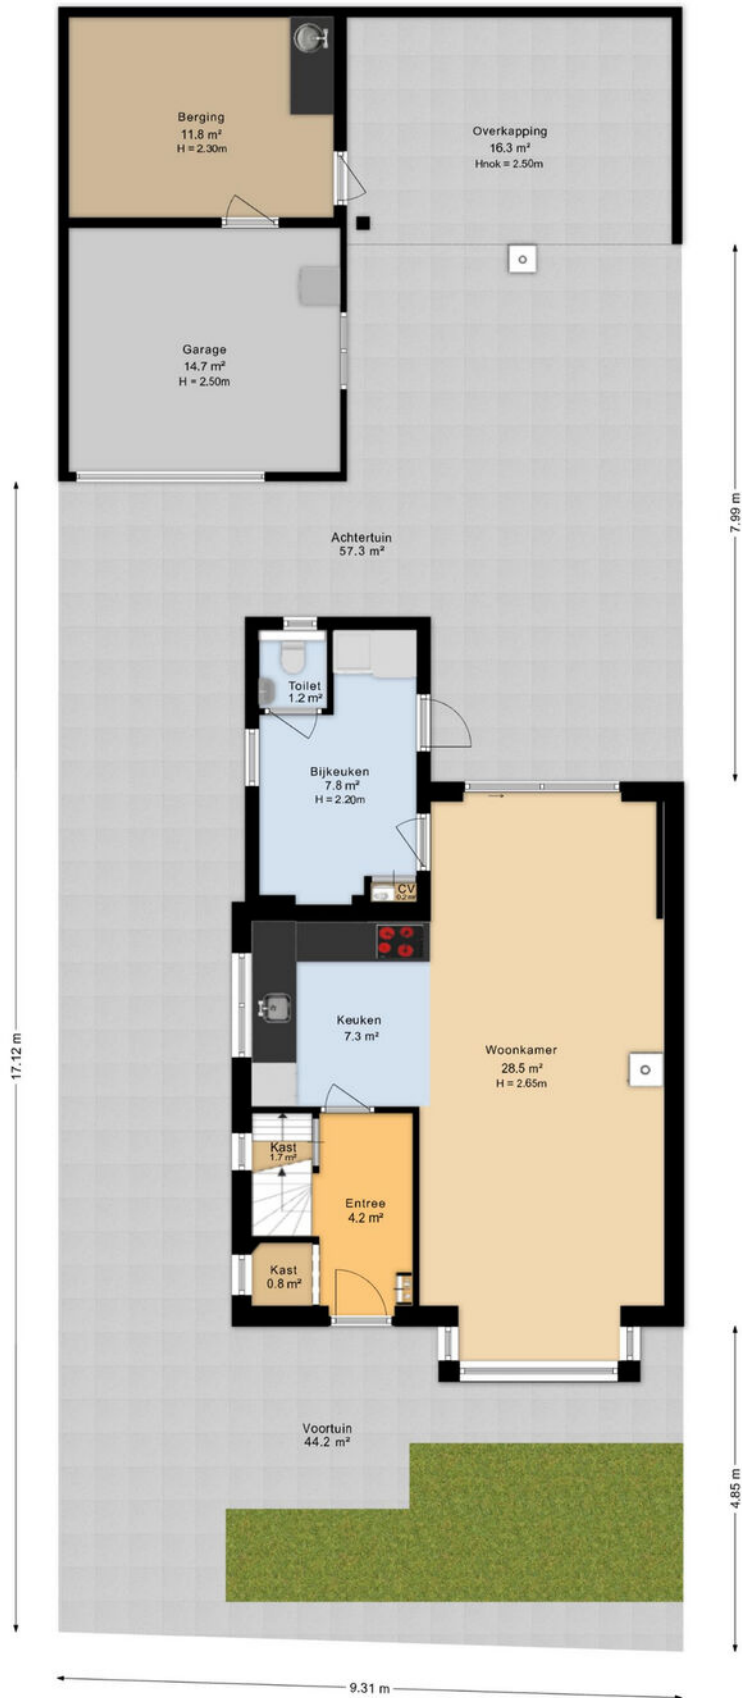 Berging
11.8 m²
H = 2.30m
Overkapping
16.3 m²
Hnok = 2.50m
Garage
14.7 m²
H = 2.50m
Achtertuin
57.3 m²
7.99 m
Toilet
1.2 m²
Bijkeuken
7.8 m²
H = 2.20m
CV
0.2 m²
Keuken
7.3 m²
Woonkamer
28.5 m²
H = 2.65m
17.12 m
Kast
1.7 m²
Entree
4.2 m²
Kast
0.8 m²
Voortuin
44.2 m²
4.85 m
9.31 m